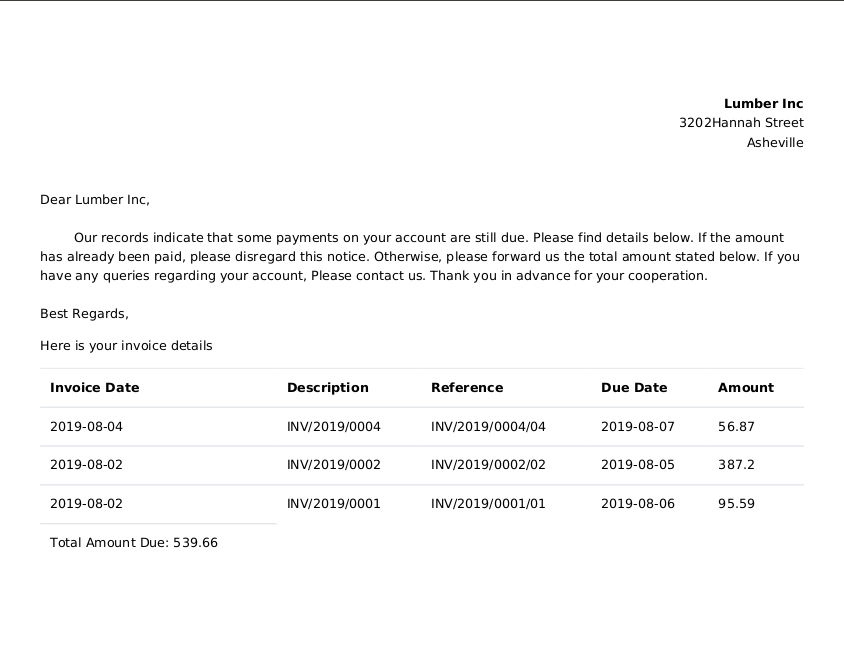 Lumber Inc
3202Hannah Street
Asheville
Dear Lumber Inc,
Our records indicate that some payments on your account are still due. Please find details below. If the amount
has already been paid, please disregard this notice. Otherwise, please forward us the total amount stated below. If you
have any queries regarding your account, Please contact us. Thank you in advance for your cooperation.
Best Regards,
Here is your invoice details
Invoice Date Description Reference Due Date Amount
2019-08-04 INV/2019/0004 INV/2019/0004/04 2019-08-07 56.87
2019-08-02 INV/2019/0002 INV/2019/0002/02 2019-08-05 387.2
2019-08-02 INV/2019/0001 INV/2019/0001/01 2019-08-06 95.59
Total Amount Due: 539.66